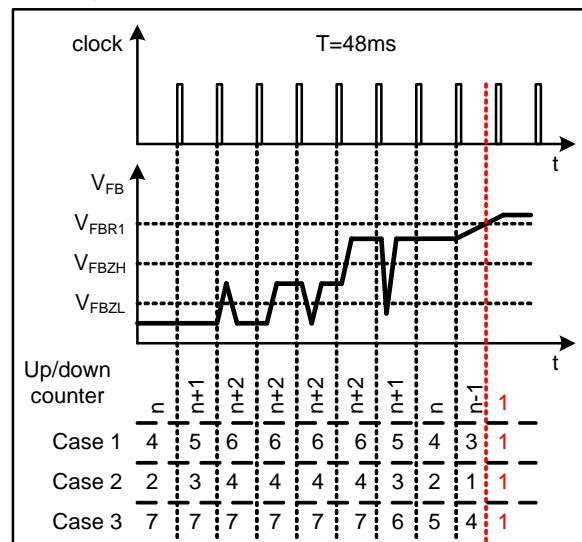 clock
T=48ms
t
V_FB
V_FBR1
V_FBZH
V_FBZL
t
Up/down
counter
n n+1 n+2 n+2 n+2 n+2 n+1 n n-1 1
Case 1 4 5 6 6 6 6 5 4 3 1
Case 2 2 3 4 4 4 4 3 2 1 1
Case 3 7 7 7 7 7 7 6 5 4 1